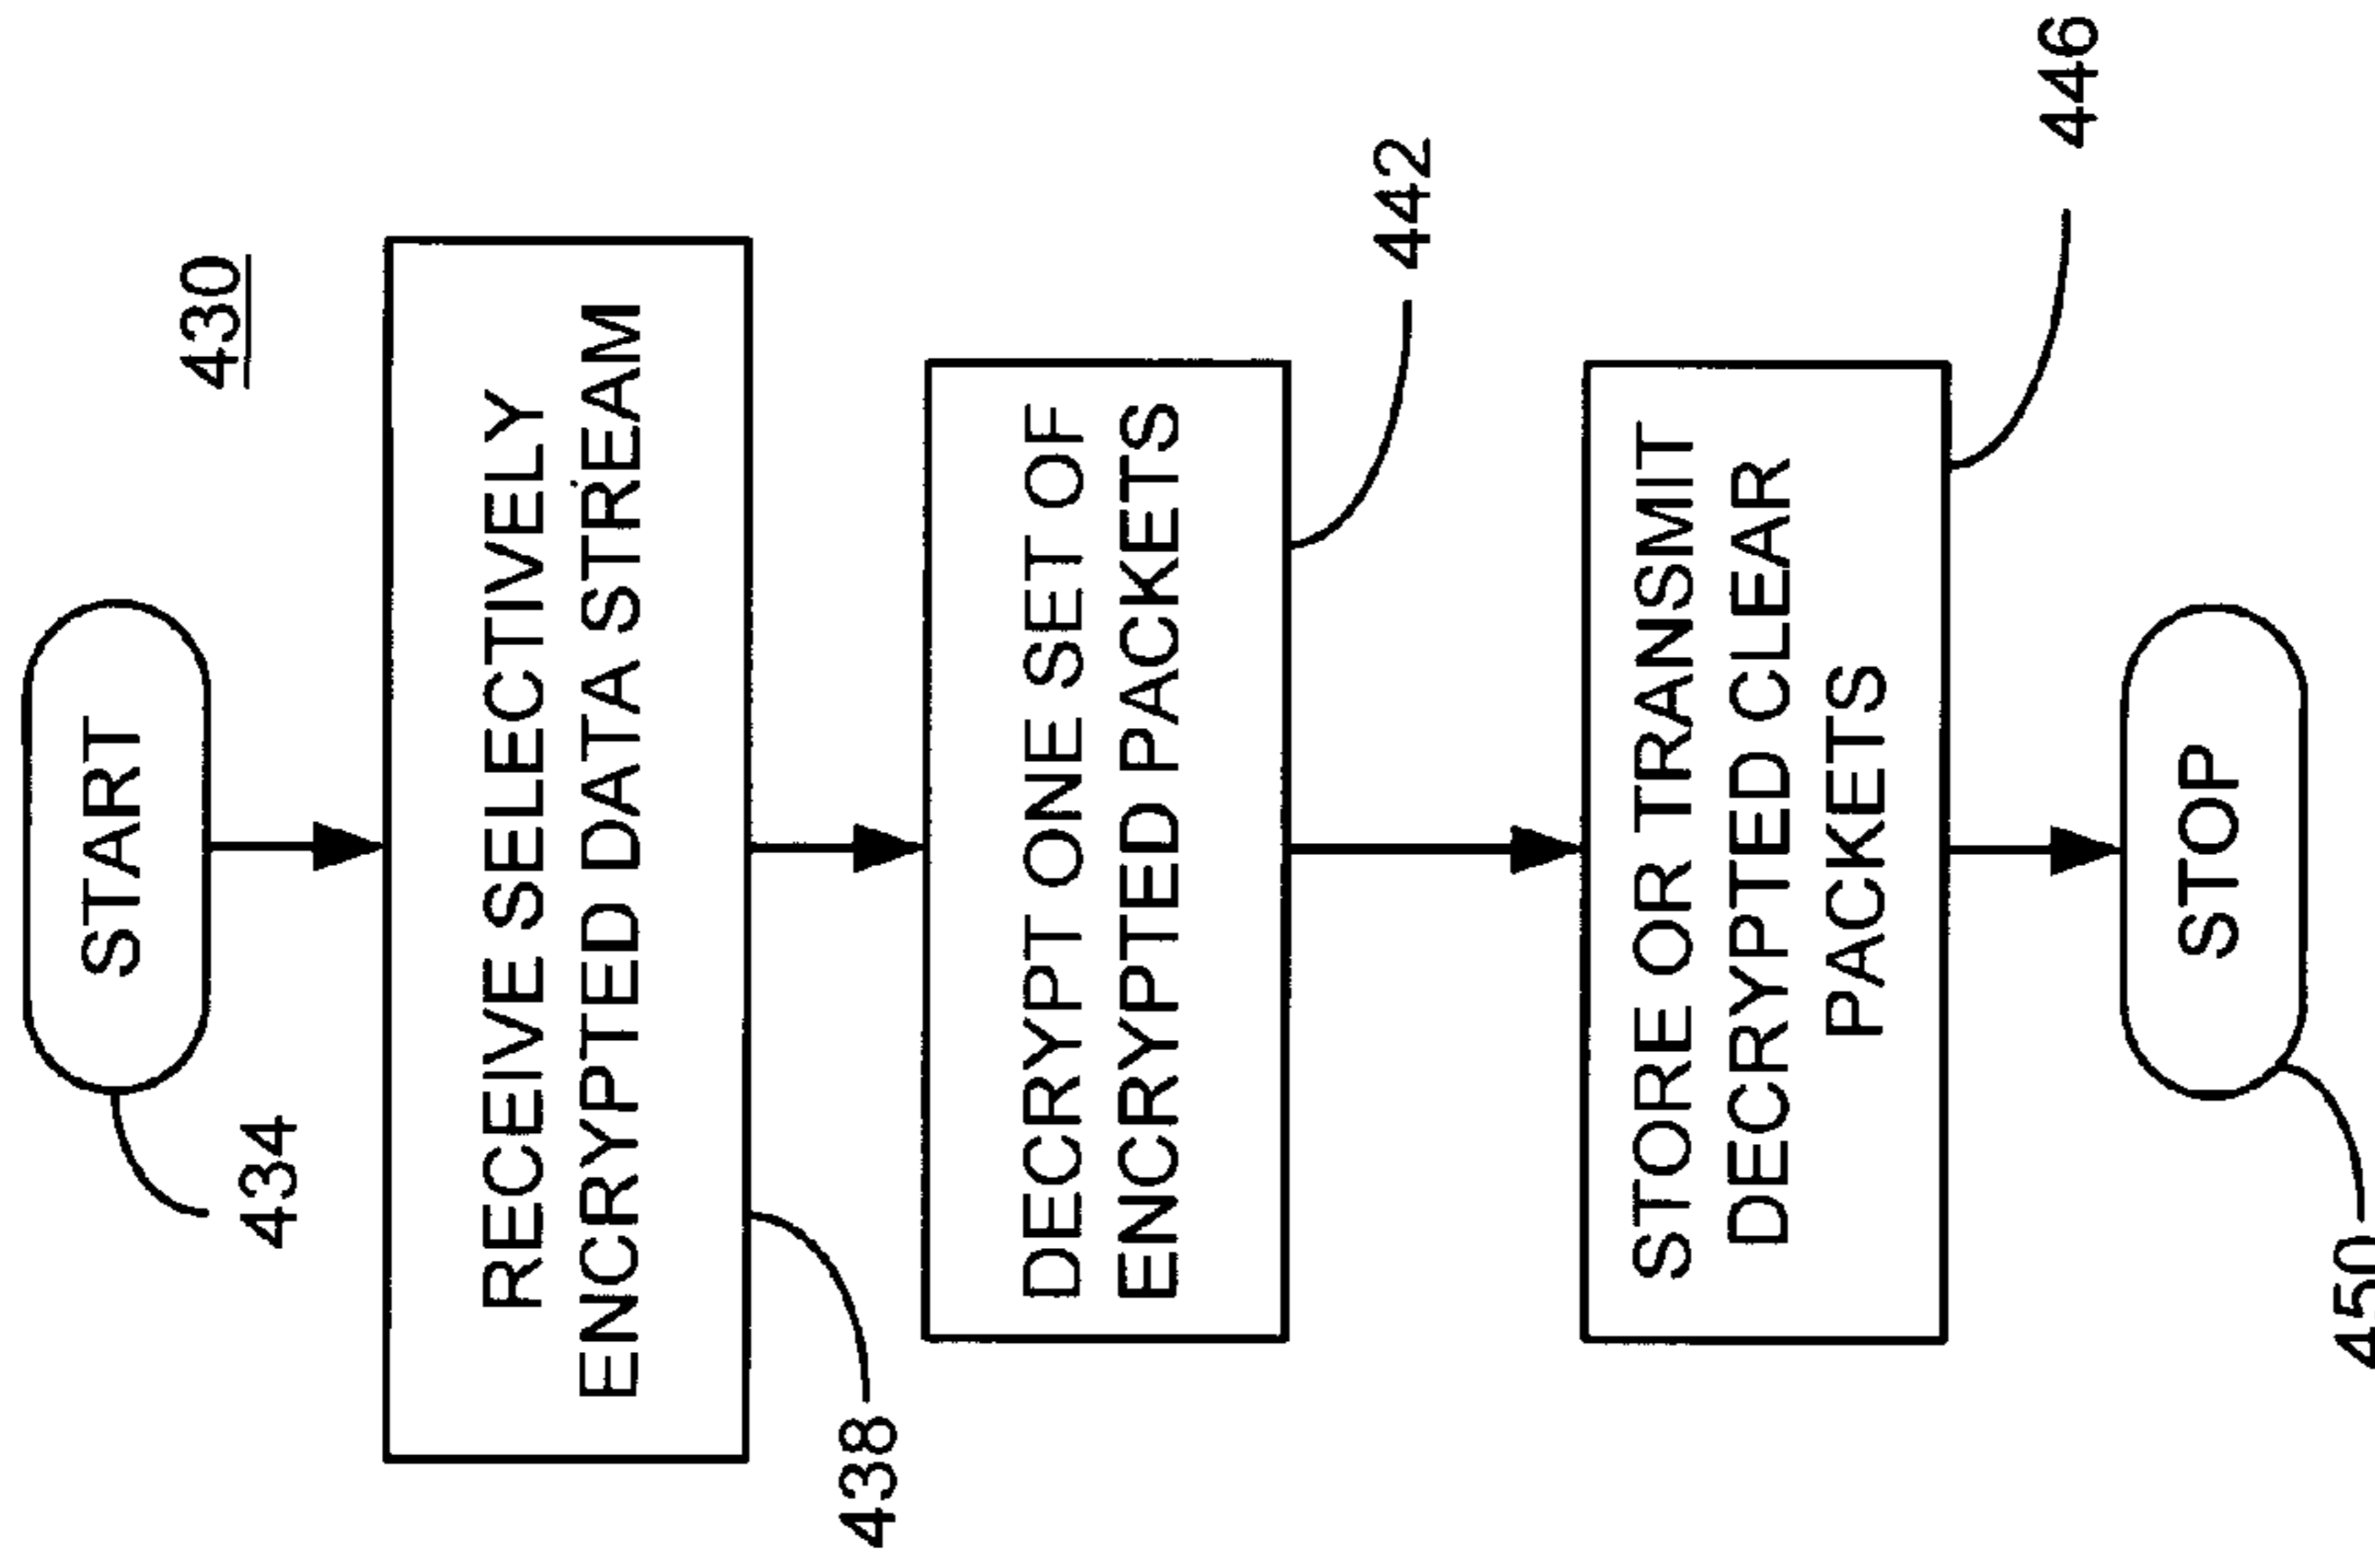 430
START
434
RECEIVE SELECTIVELY
ENCRYPTED DATA STREAM
438
DECRYPT ONE SET OF
ENCRYPTED PACKETS
442
STORE OR TRANSMIT
DECRYPTED CLEAR
PACKETS
446
STOP
450